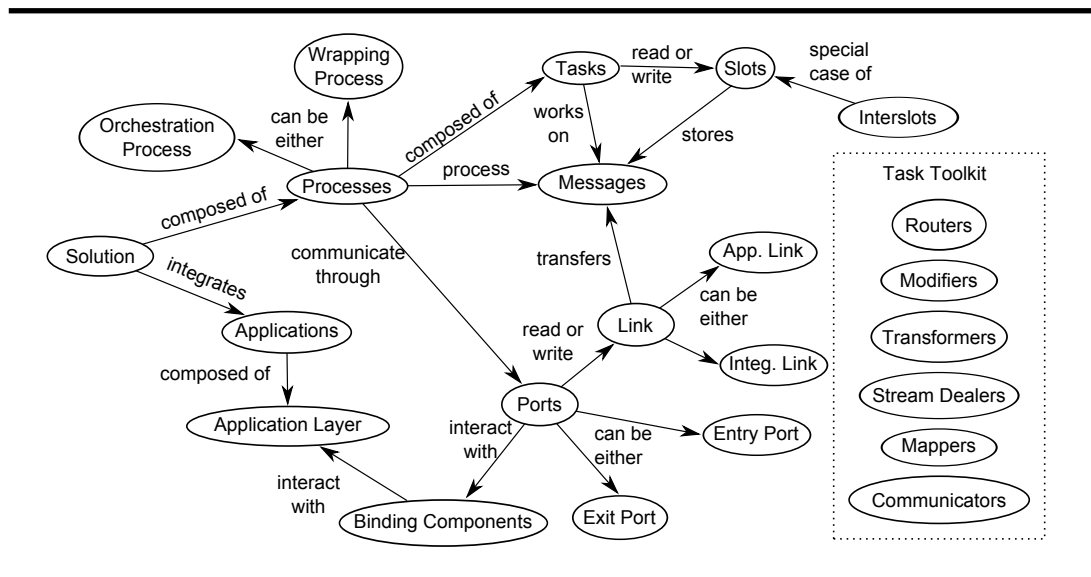 Wrapping
Process
Tasks
read or
write
Slots
special
case of
Interslots
Orchestration
Process
can be
either
composed of
works
on
stores
Processes
process
Messages
composed of
Solution
integrates
communicate
through
transfers
App. Link
can be
either
Link
Integ. Link
Applications
read or
write
composed of
Ports
Application Layer
interact
with
can be
either
Entry Port
interact
with
Binding Components
Exit Port
Task Toolkit
Routers
Modifiers
Transformers
Stream Dealers
Mappers
Communicators